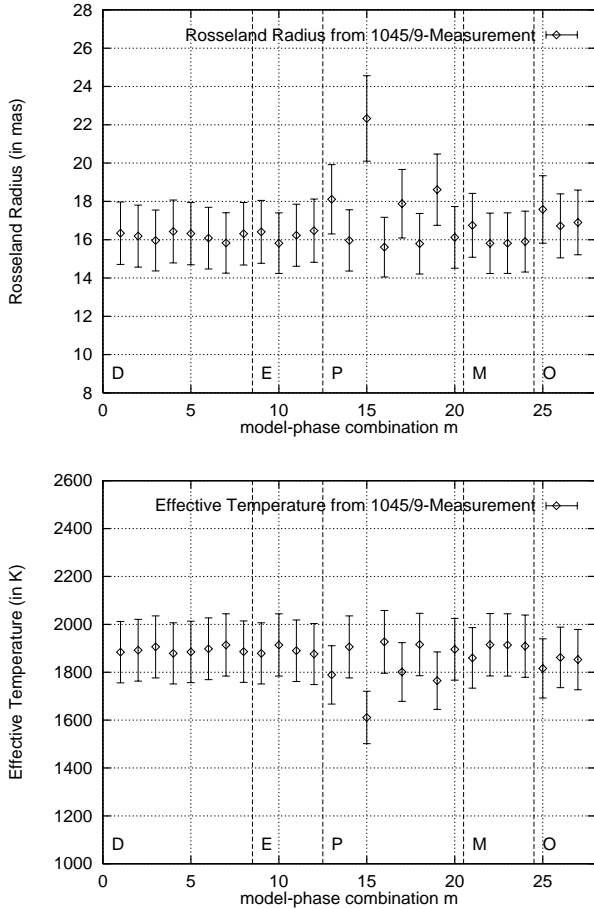 28
Rosseland Radius from 1045/9-Measurement
26
24
22
20
18
16
14
12
10
8
Rosseland Radius (in mas)
D E P M O
0 5 10 15 20 25
model-phase combination m
2600
Effective Temperature from 1045/9-Measurement
2400
2200
2000
1800
1600
1400
1200
1000
Effective Temperature (in K)
D E P M O
0 5 10 15 20 25
model-phase combination m